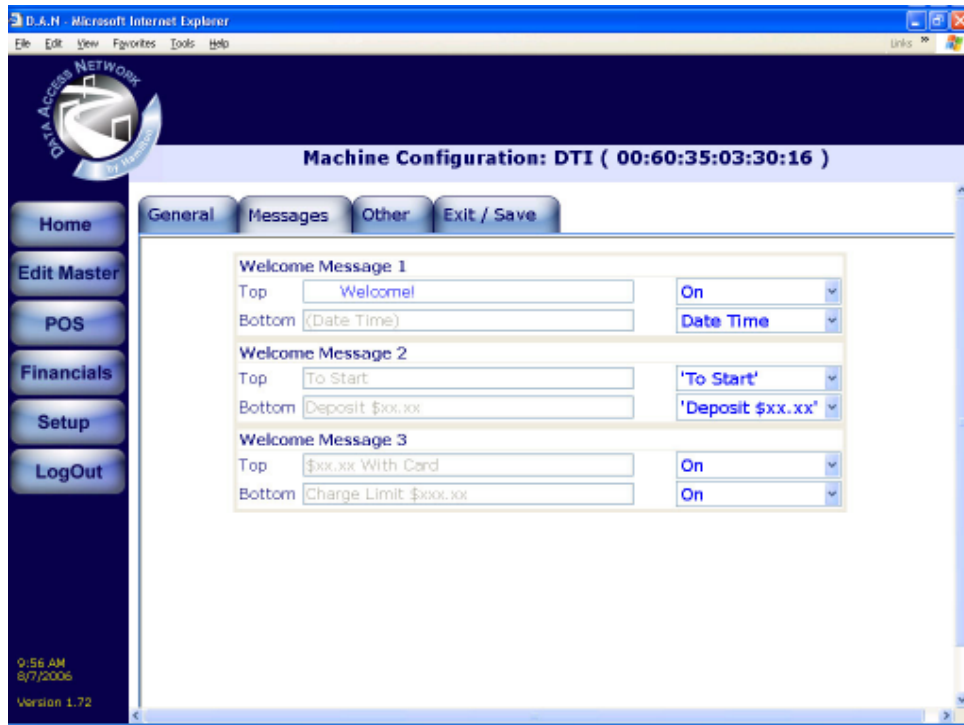 D.A.N - Microsoft Internet Explorer
File Edit View Favorites Tools Help
Links »
DATA ACCESS NETWORK
by Hamilton
Machine Configuration: DTI ( 00:60:35:03:30:16 )
Home
Edit Master
POS
Financials
Setup
LogOut
General Messages Other Exit / Save
Welcome Message 1
Top Welcome! On
Bottom (Date Time) Date Time
Welcome Message 2
Top To Start 'To Start'
Bottom Deposit $xx.xx 'Deposit $xx.xx'
Welcome Message 3
Top $xx.xx With Card On
Bottom Charge Limit $xxx.xx On
9:56 AM
8/7/2006
Version 1.72